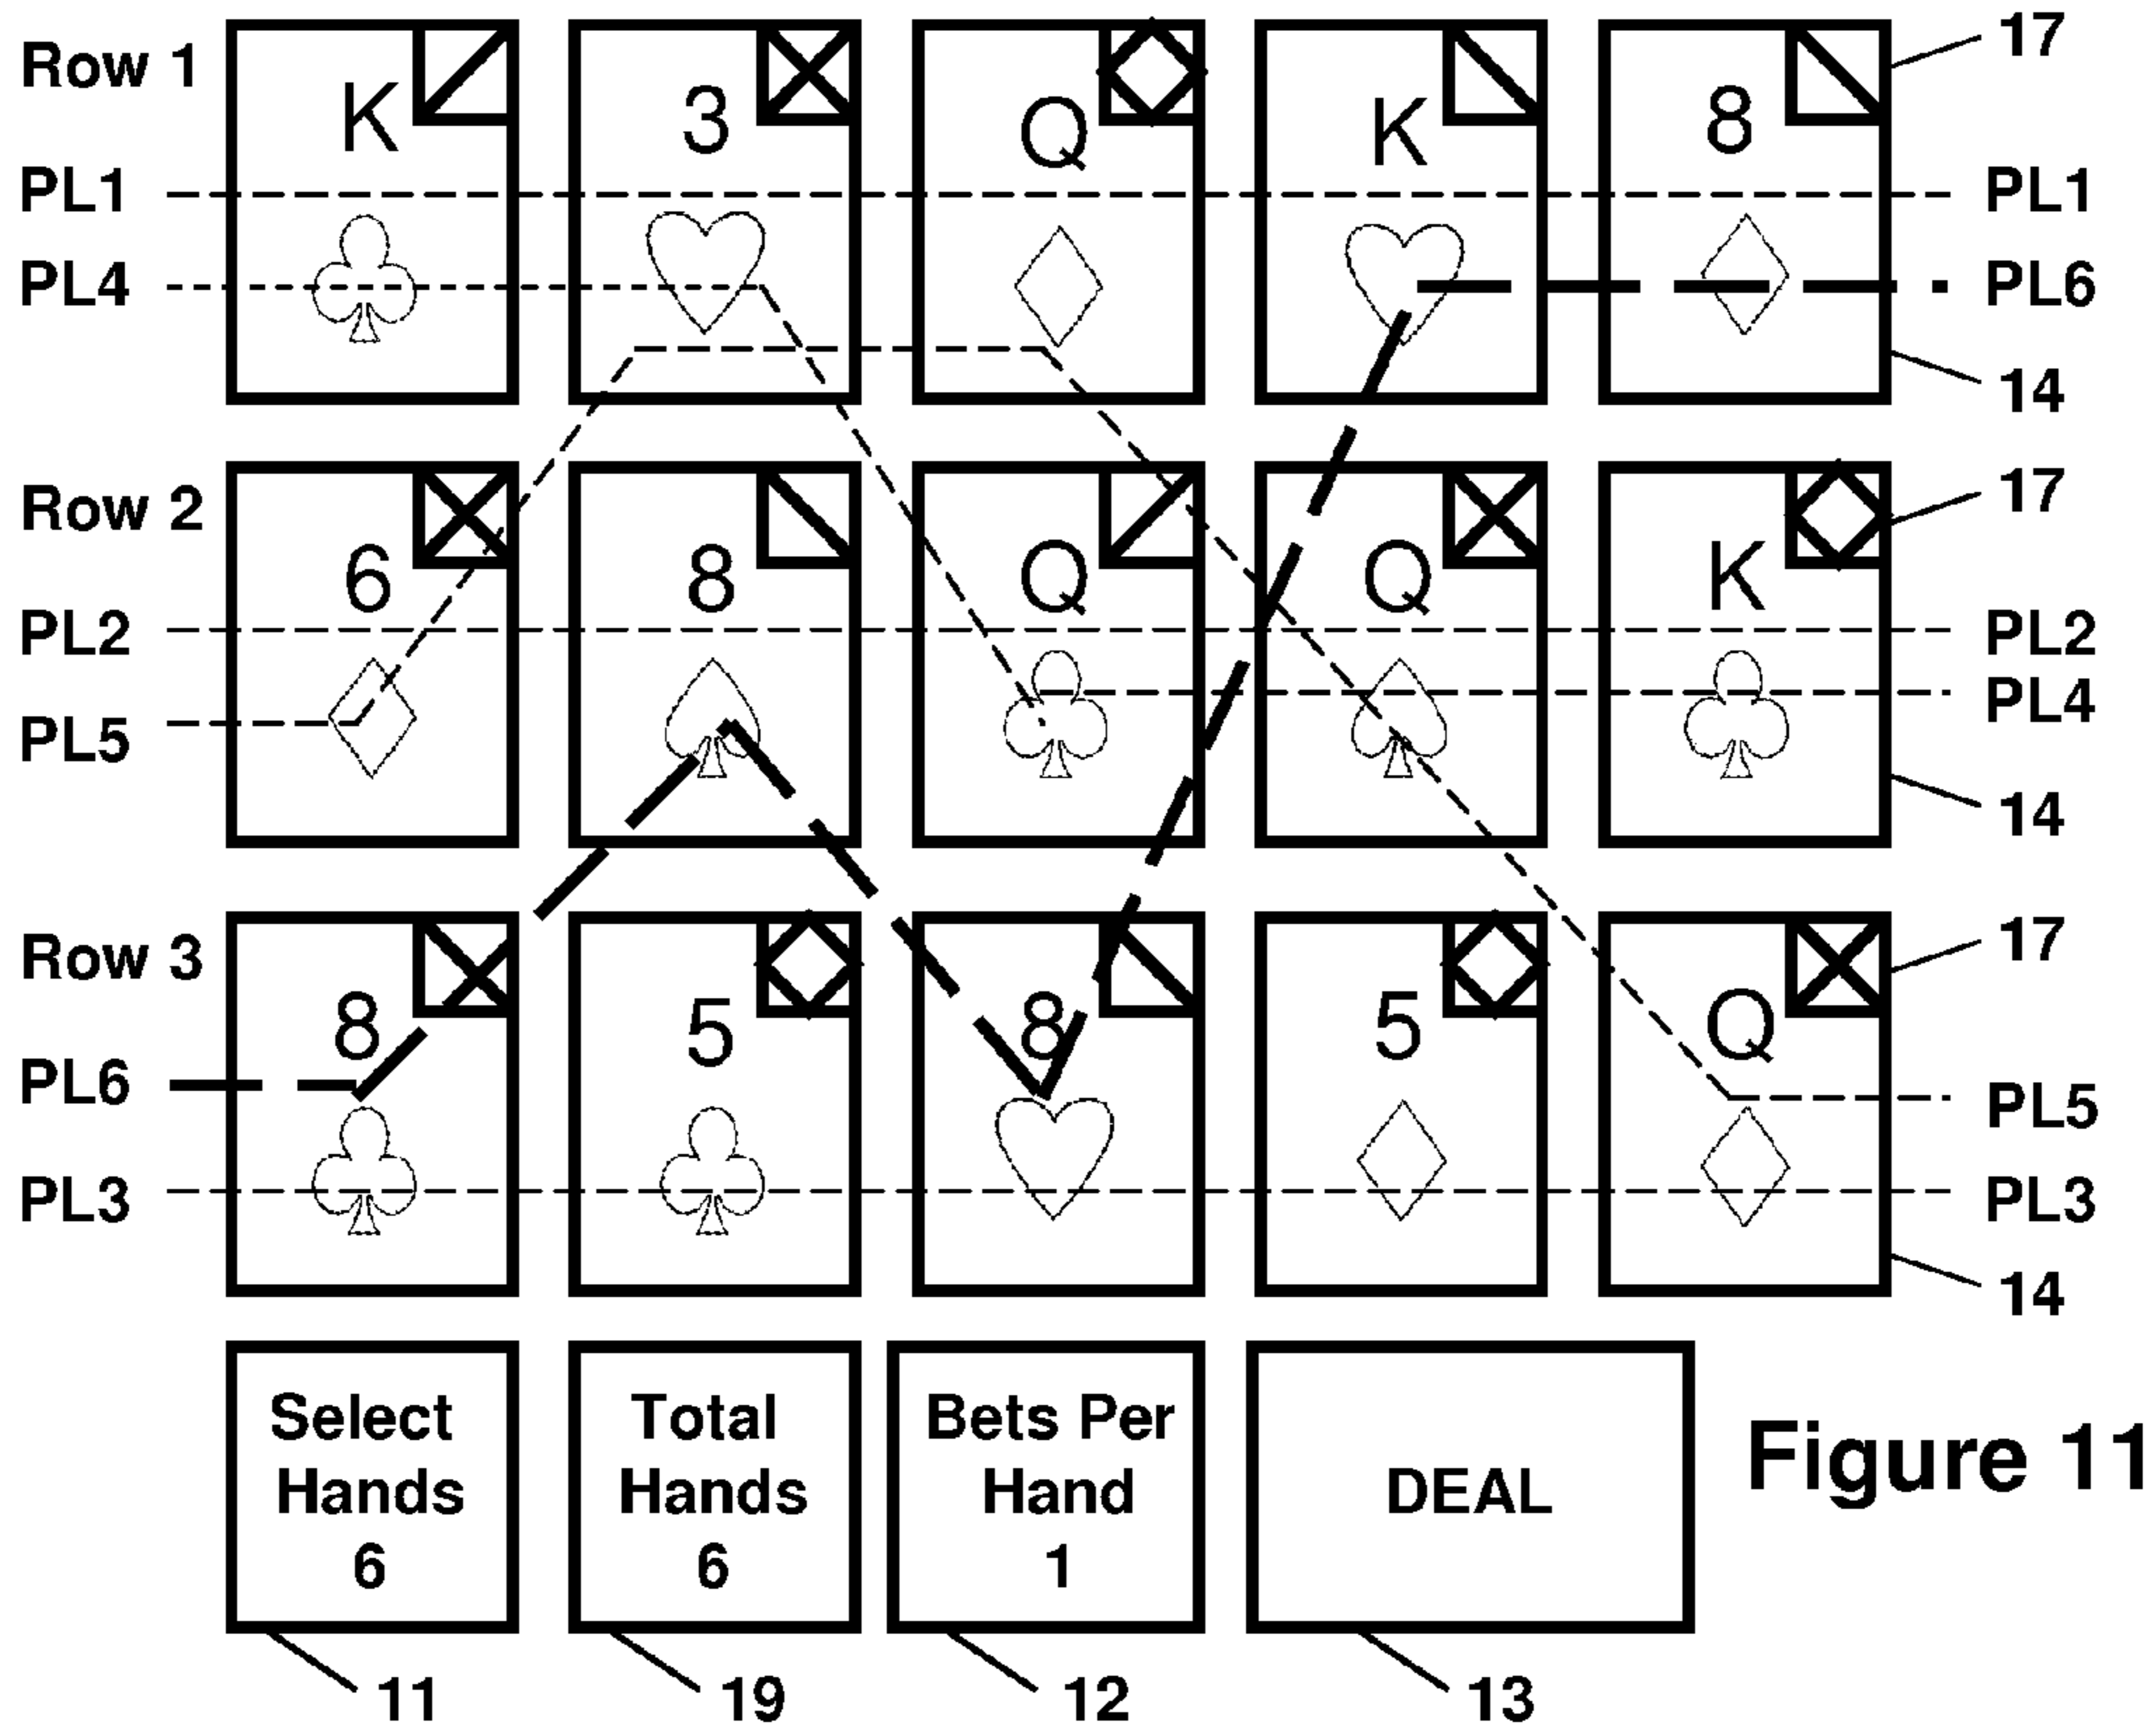 Row 1 K 3 Q K 8 17
PL1 PL1
PL4 PL6
14
Row 2 6 8 Q Q K 17
PL2 PL2
PL4
PL5
14
Row 3 8 5 8 5 Q 17
PL6 PL5
PL3 PL3
14
Select Hands 6
Total Hands 6
Bets Per Hand 1
DEAL
Figure 11
11 19 12 13